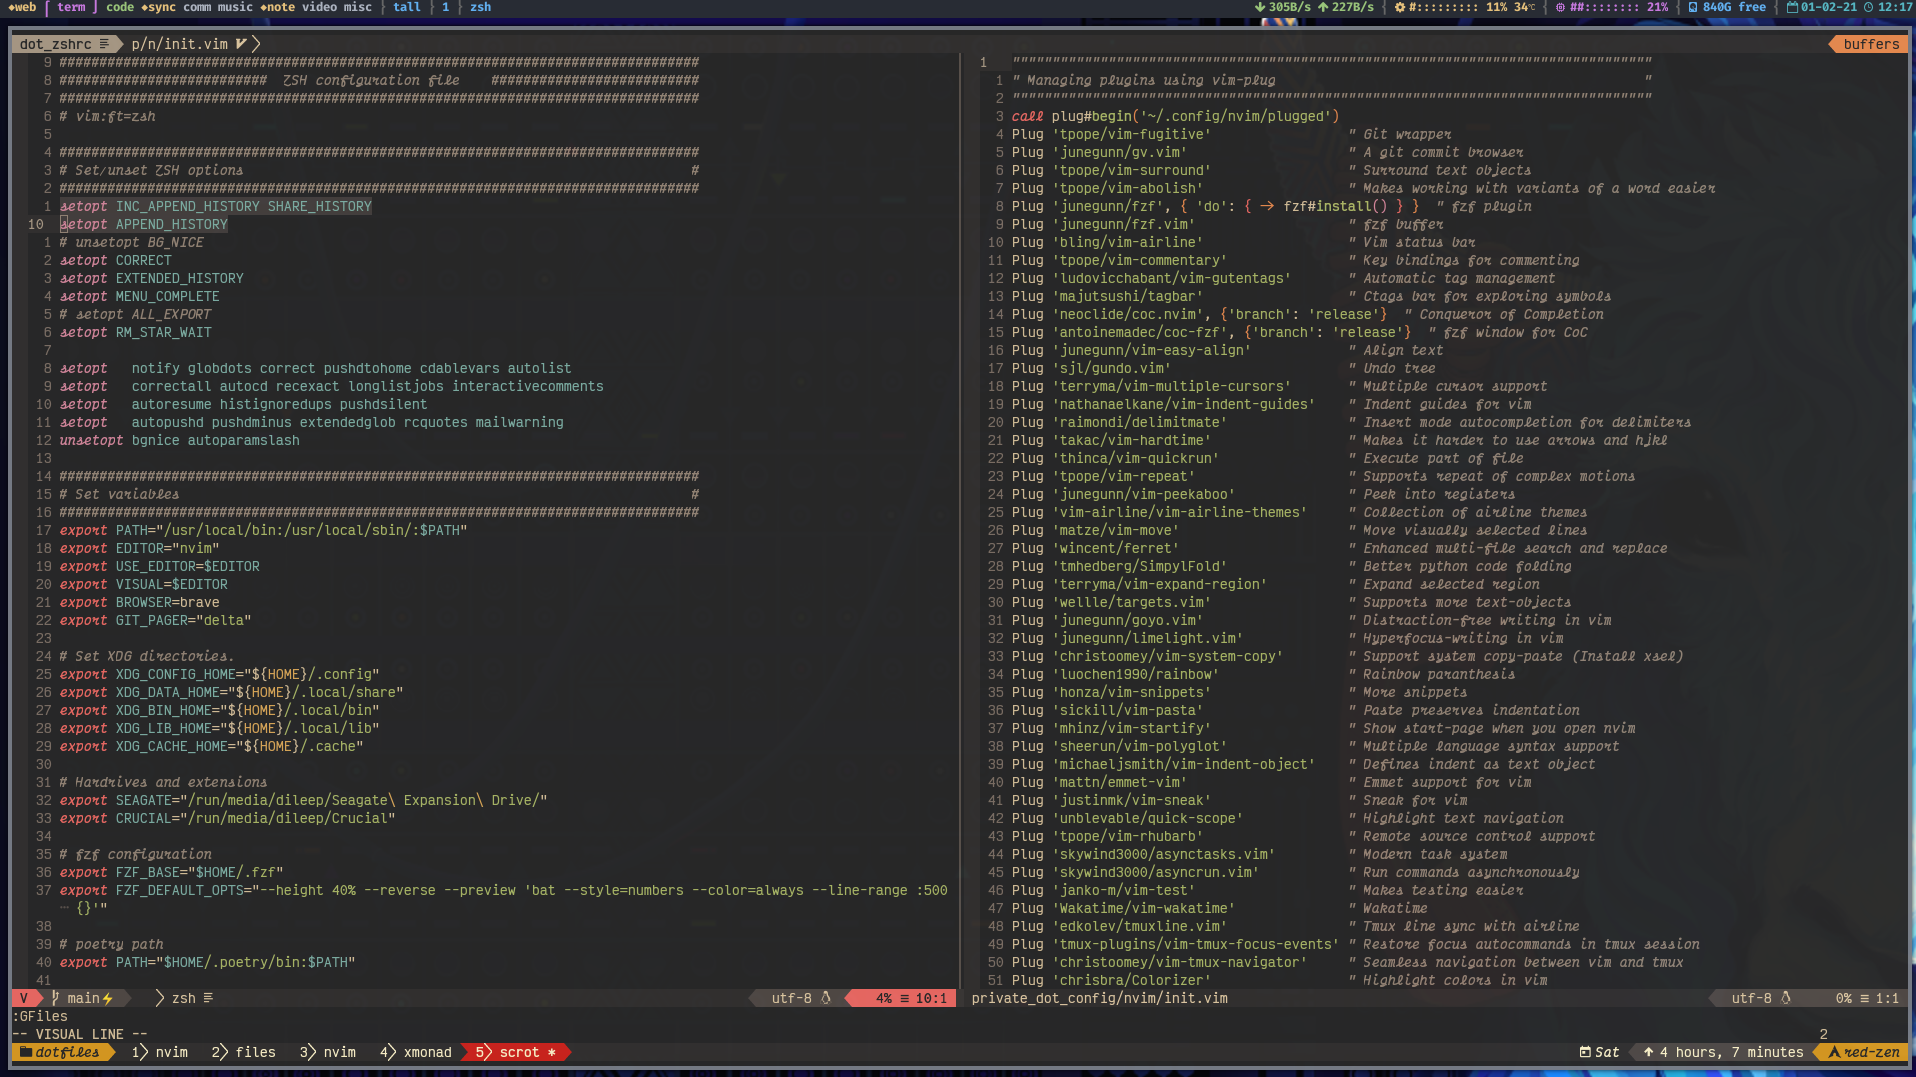 ◆web [ term ] code ◆sync comm music ◆note video misc | tall | 1 | zsh
305B/s 227B/s | #::::::::: 11% 34℃ | ##:::::::: 21% | 840G free | 01-02-21 12:17
dot_zshrc p/n/init.vim
buffers
9 ################################################################################
8 ########################## ZSH configuration file ##########################
7 ################################################################################
6 # vim:ft=zsh
5
4 ################################################################################
3 # Set/unset ZSH options #
2 ################################################################################
1 setopt INC_APPEND_HISTORY SHARE_HISTORY
10 setopt APPEND_HISTORY
1 # unsetopt BG_NICE
2 setopt CORRECT
3 setopt EXTENDED_HISTORY
4 setopt MENU_COMPLETE
5 # setopt ALL_EXPORT
6 setopt RM_STAR_WAIT
7
8 setopt notify globdots correct pushdtohome cdablevars autolist
9 setopt correctall autocd recexact longlistjobs interactivecomments
10 setopt autoresume histignoredups pushdsilent
11 setopt autopushd pushdminus extendedglob rcquotes mailwarning
12 unsetopt bgnice autoparamslash
13
14 ################################################################################
15 # Set variables #
16 ################################################################################
17 export PATH="/usr/local/bin:/usr/local/sbin/:$PATH"
18 export EDITOR="nvim"
19 export USE_EDITOR=$EDITOR
20 export VISUAL=$EDITOR
21 export BROWSER=brave
22 export GIT_PAGER="delta"
23
24 # Set XDG directories.
25 export XDG_CONFIG_HOME="${HOME}/.config"
26 export XDG_DATA_HOME="${HOME}/.local/share"
27 export XDG_BIN_HOME="${HOME}/.local/bin"
28 export XDG_LIB_HOME="${HOME}/.local/lib"
29 export XDG_CACHE_HOME="${HOME}/.cache"
30
31 # Hardrives and extensions
32 export SEAGATE="/run/media/dileep/Seagate\ Expansion\ Drive/"
33 export CRUCIAL="/run/media/dileep/Crucial"
34
35 # fzf configuration
36 export FZF_BASE="$HOME/.fzf"
37 export FZF_DEFAULT_OPTS="--height 40% --reverse --preview 'bat --style=numbers --color=always --line-range :500
{}'"
38
39 # poetry path
40 export PATH="$HOME/.poetry/bin:$PATH"
41
1 """"""""""""""""""""""""""""""""""""""""""""""""""""""""""""""""""""""""""""""""
1 " Managing plugins using vim-plug "
2 """"""""""""""""""""""""""""""""""""""""""""""""""""""""""""""""""""""""""""""""
3 call plug#begin('~/.config/nvim/plugged')
4 Plug 'tpope/vim-fugitive' " Git wrapper
5 Plug 'junegunn/gv.vim' " A git commit browser
6 Plug 'tpope/vim-surround' " Surround text objects
7 Plug 'tpope/vim-abolish' " Makes working with variants of a word easier
8 Plug 'junegunn/fzf', { 'do': { -> fzf#install() } } " fzf plugin
9 Plug 'junegunn/fzf.vim' " fzf buffer
10 Plug 'bling/vim-airline' " Vim status bar
11 Plug 'tpope/vim-commentary' " Key bindings for commenting
12 Plug 'ludovicchabant/vim-gutentags' " Automatic tag management
13 Plug 'majutsushi/tagbar' " Ctags bar for exploring symbols
14 Plug 'neoclide/coc.nvim', {'branch': 'release'} " Conqueror of Completion
15 Plug 'antoinemadec/coc-fzf', {'branch': 'release'} " fzf window for CoC
16 Plug 'junegunn/vim-easy-align' " Align text
17 Plug 'sjl/gundo.vim' " Undo tree
18 Plug 'terryma/vim-multiple-cursors' " Multiple cursor support
19 Plug 'nathanaelkane/vim-indent-guides' " Indent guides for vim
20 Plug 'raimondi/delimitmate' " Insert mode autocompletion for delimiters
21 Plug 'takac/vim-hardtime' " Makes it harder to use arrows and hjkl
22 Plug 'thinca/vim-quickrun' " Execute part of file
23 Plug 'tpope/vim-repeat' " Supports repeat of complex motions
24 Plug 'junegunn/vim-peekaboo' " Peek into registers
25 Plug 'vim-airline/vim-airline-themes' " Collection of airline themes
26 Plug 'matze/vim-move' " Move visually selected lines
27 Plug 'wincent/ferret' " Enhanced multi-file search and replace
28 Plug 'tmhedberg/SimpylFold' " Better python code folding
29 Plug 'terryma/vim-expand-region' " Expand selected region
30 Plug 'wellle/targets.vim' " Supports more text-objects
31 Plug 'junegunn/goyo.vim' " Distraction-free writing in vim
32 Plug 'junegunn/limelight.vim' " Hyperfocus-writing in vim
33 Plug 'christoomey/vim-system-copy' " Support system copy-paste (Install xsel)
34 Plug 'luochen1990/rainbow' " Rainbow paranthesis
35 Plug 'honza/vim-snippets' " More snippets
36 Plug 'sickill/vim-pasta' " Paste preserves indentation
37 Plug 'mhinz/vim-startify' " Show start-page when you open nvim
38 Plug 'sheerun/vim-polyglot' " Multiple language syntax support
39 Plug 'michaeljsmith/vim-indent-object' " Defines indent as text object
40 Plug 'mattn/emmet-vim' " Emmet support for vim
41 Plug 'justinmk/vim-sneak' " Sneak for vim
42 Plug 'unblevable/quick-scope' " Highlight text navigation
43 Plug 'tpope/vim-rhubarb' " Remote source control support
44 Plug 'skywind3000/asynctasks.vim' " Modern task system
45 Plug 'skywind3000/asyncrun.vim' " Run commands asynchronously
46 Plug 'janko-m/vim-test' " Makes testing easier
47 Plug 'Wakatime/vim-wakatime' " Wakatime
48 Plug 'edkolev/tmuxline.vim' " Tmux line sync with airline
49 Plug 'tmux-plugins/vim-tmux-focus-events' " Restore focus autocommands in tmux session
50 Plug 'christoomey/vim-tmux-navigator' " Seamless navigation between vim and tmux
51 Plug 'chrisbra/Colorizer' " Highlight colors in vim
V main zsh utf-8 4% ≡ 10:1
private_dot_config/nvim/init.vim utf-8 0% ≡ 1:1
:GFiles
-- VISUAL LINE -- 2
dotfiles 1 nvim 2 files 3 nvim 4 xmonad 5 scrot * Sat ↑ 4 hours, 7 minutes red-zen